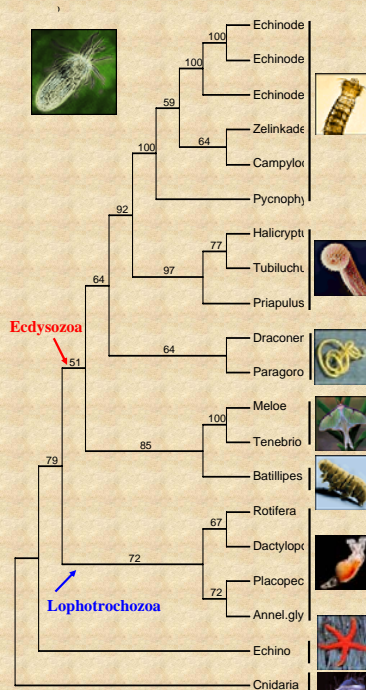 100
Echinode
100
Echinode
59
Echinode
64
Zelinkade
100
Campyloc
Pycnophy
92
77
Halicryptu
97
Tubiluchu
64
Priapulus
Ecdysozoa
64
Draconer
51
Paragoro
100
Meloe
85
Tenebrio
79
Batillipes
67
Rotifera
72
Dactylopo
72
Placopec
Lophotrochozoa
Annel.gly
Echino
Cnidaria